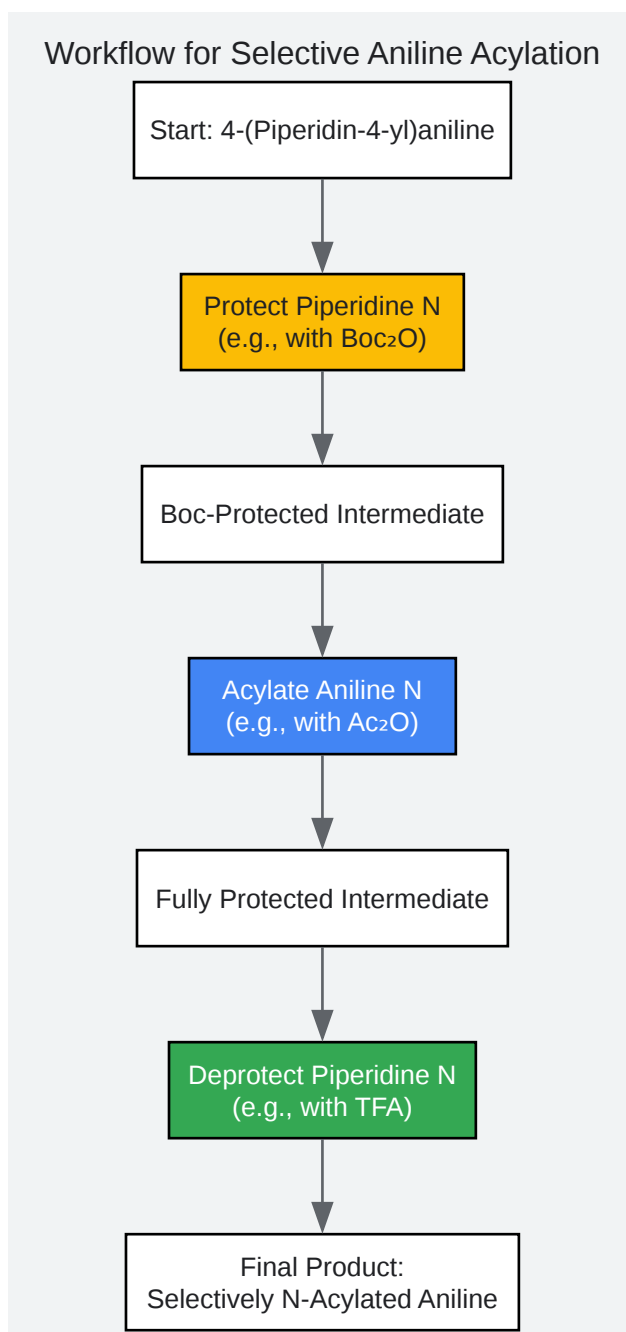 Workflow for Selective Aniline Acylation
Start: 4-(Piperidin-4-yl)aniline
Protect Piperidine N
(e.g., with Boc₂O)
Boc-Protected Intermediate
Acylate Aniline N
(e.g., with Ac₂O)
Fully Protected Intermediate
Deprotect Piperidine N
(e.g., with TFA)
Final Product:
Selectively N-Acylated Aniline